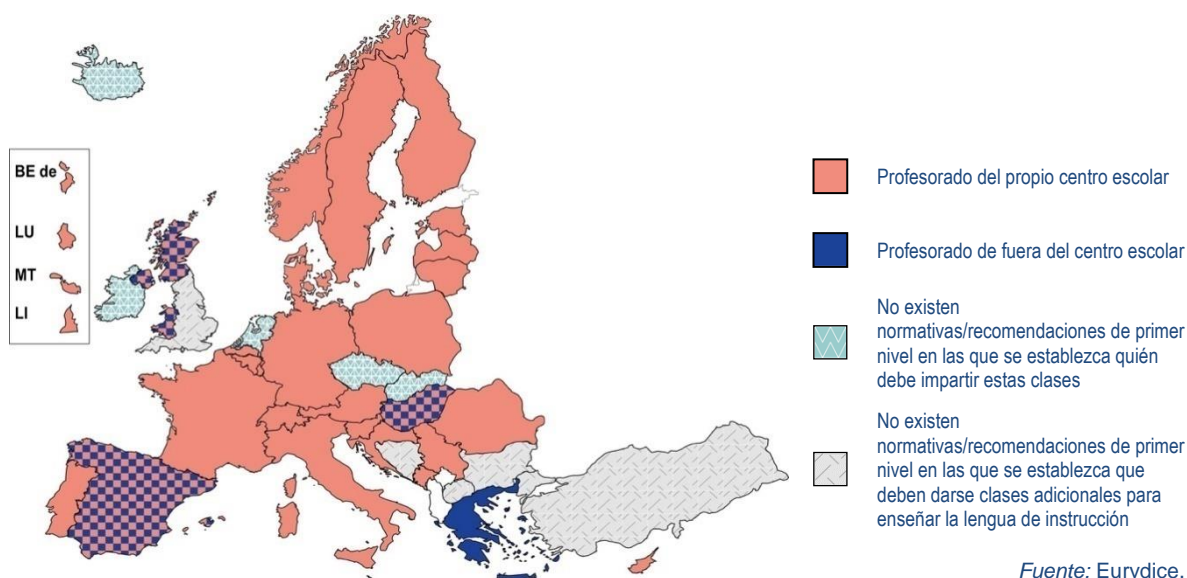 BE de
LU
MT
LI
Profesorado del propio centro escolar
Profesorado de fuera del centro escolar
No existen
normativas/recomendaciones de primer
nivel en las que se establezca quién
debe impartir estas clases
No existen
normativas/recomendaciones de primer
nivel en las que se establezca que
deben darse clases adicionales para
enseñar la lengua de instrucción
Fuente: Eurydice.